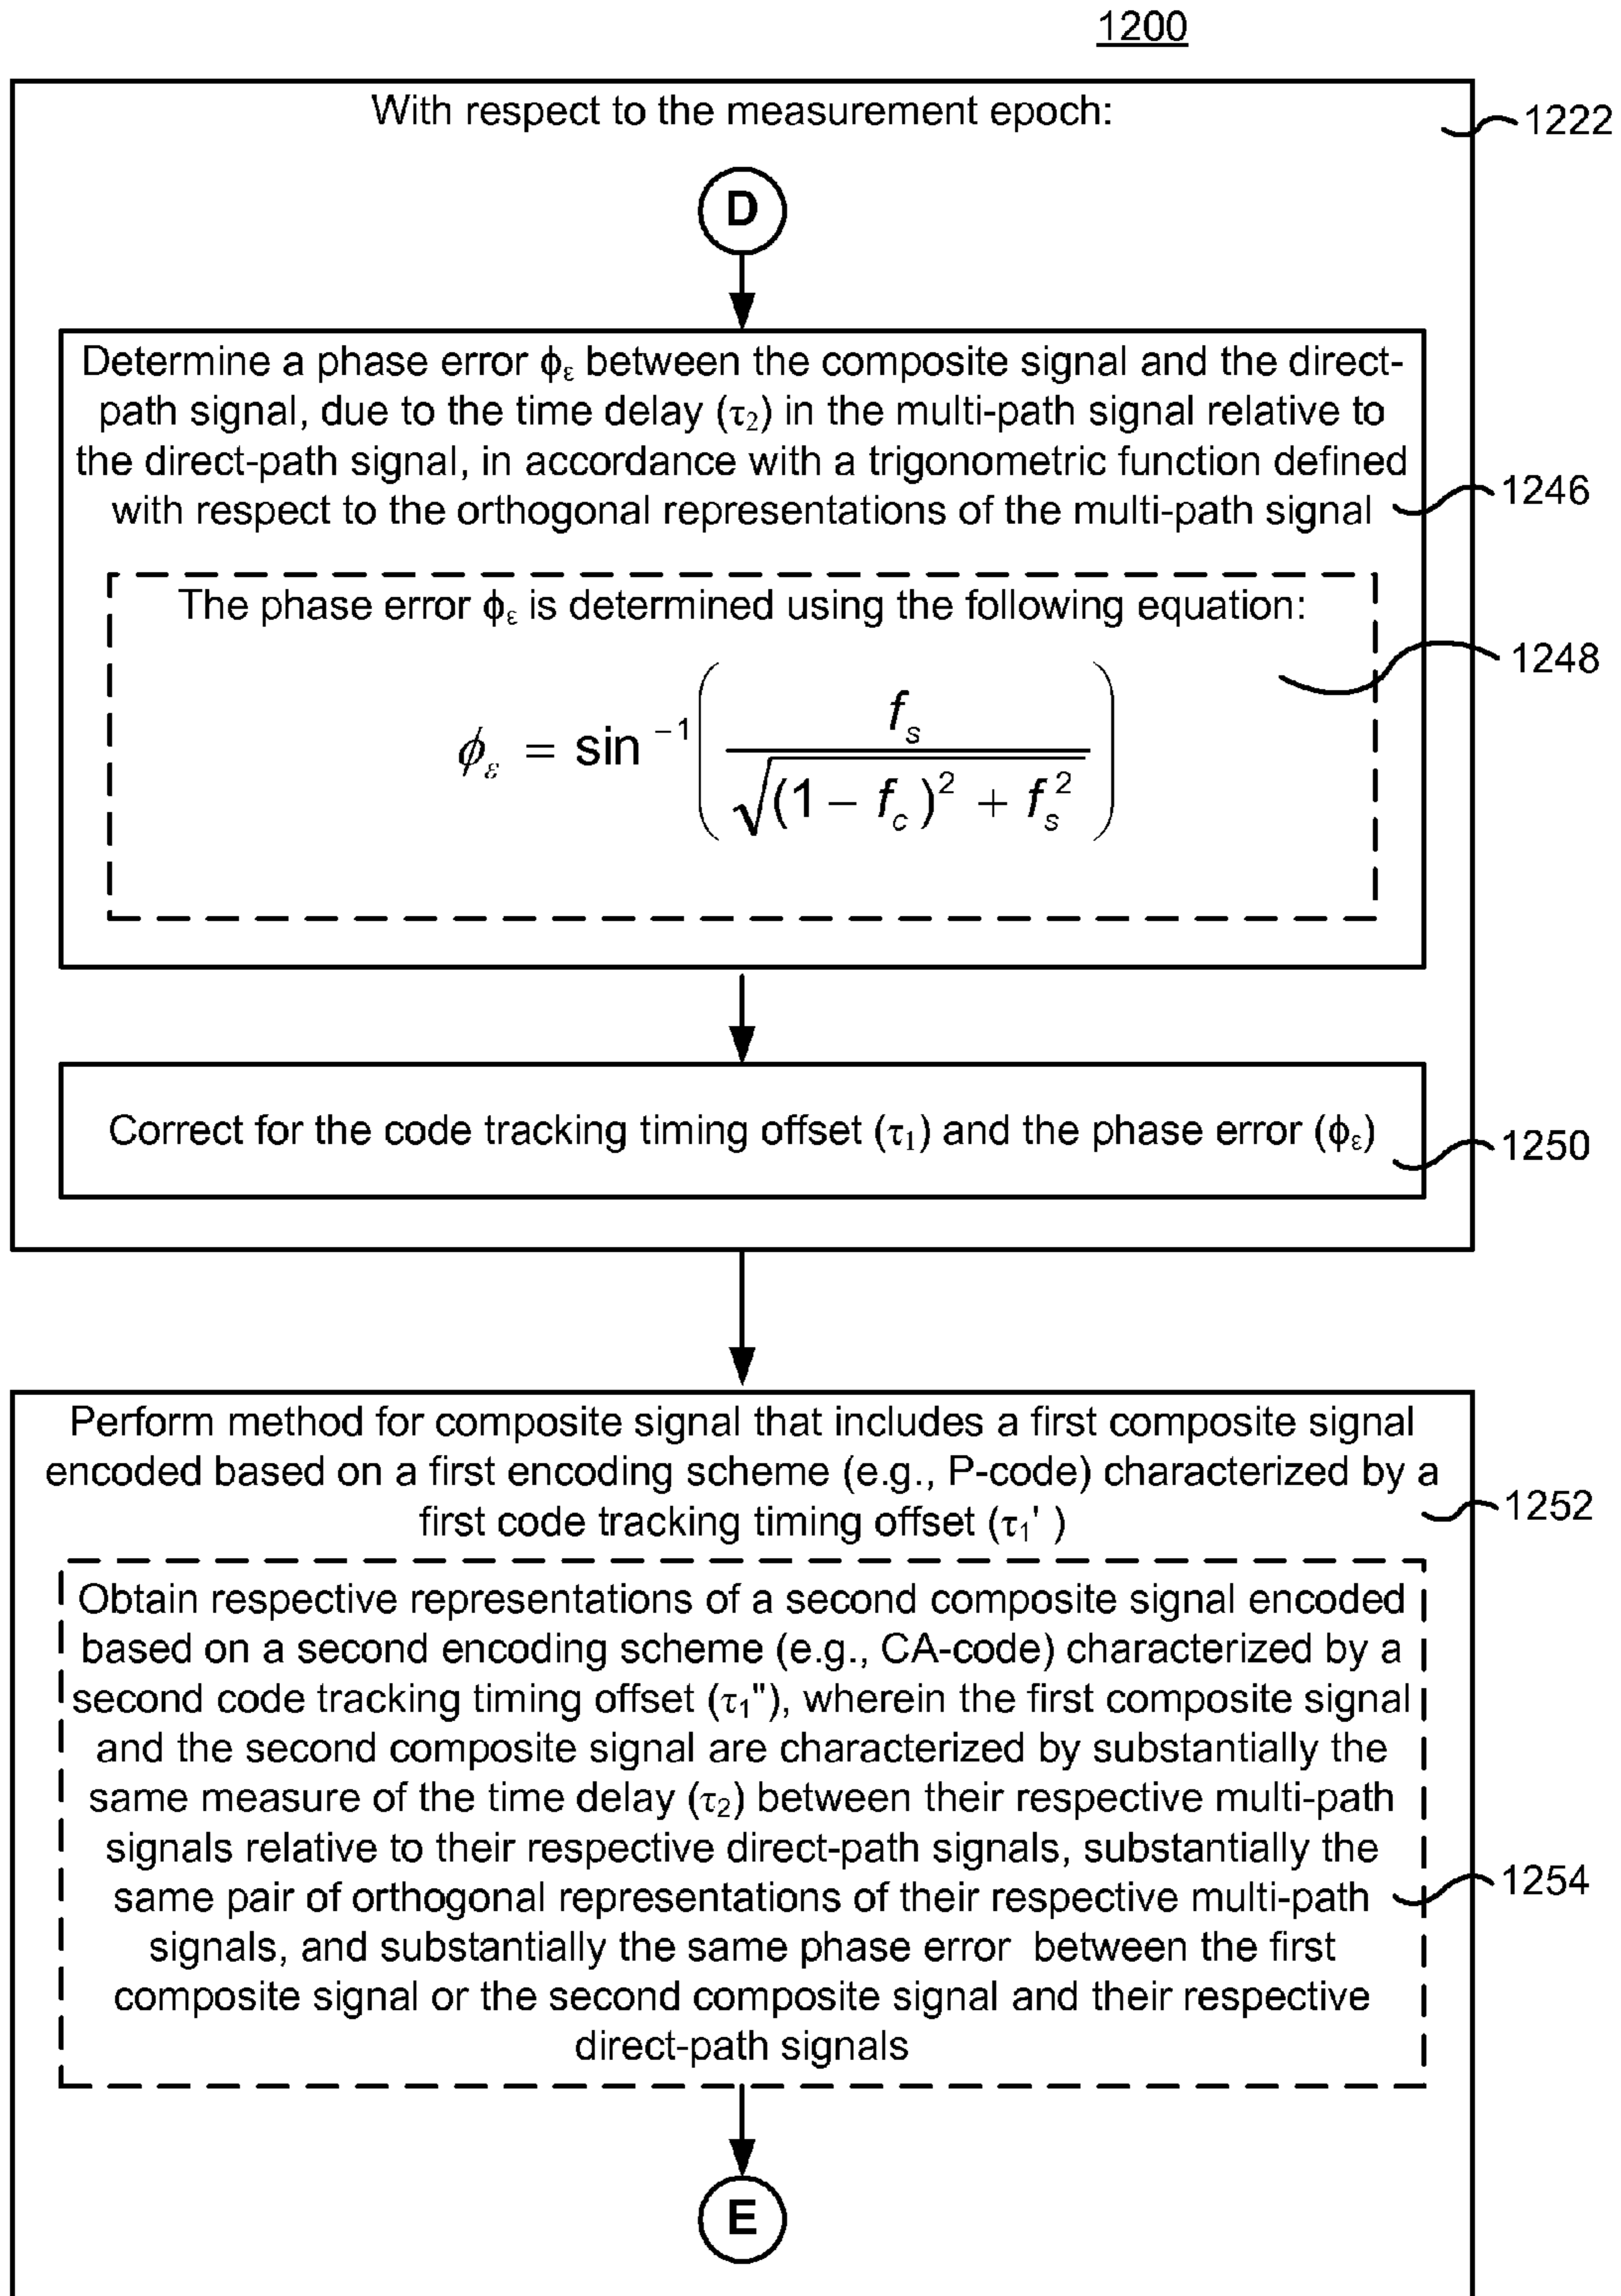 1200
With respect to the measurement epoch:
1222
D
Determine a phase error ϕε between the composite signal and the direct-
path signal, due to the time delay (τ2) in the multi-path signal relative to
the direct-path signal, in accordance with a trigonometric function defined
with respect to the orthogonal representations of the multi-path signal
1246
The phase error ϕε is determined using the following equation:
1248
ϕε = sin⁻¹( fs / √((1 − fc)² + fs²) )
Correct for the code tracking timing offset (τ1) and the phase error (ϕε)
1250
Perform method for composite signal that includes a first composite signal
encoded based on a first encoding scheme (e.g., P-code) characterized by a
first code tracking timing offset (τ1' )
1252
Obtain respective representations of a second composite signal encoded
based on a second encoding scheme (e.g., CA-code) characterized by a
second code tracking timing offset (τ1"), wherein the first composite signal
and the second composite signal are characterized by substantially the
same measure of the time delay (τ2) between their respective multi-path
signals relative to their respective direct-path signals, substantially the
same pair of orthogonal representations of their respective multi-path
signals, and substantially the same phase error between the first
composite signal or the second composite signal and their respective
direct-path signals
1254
E